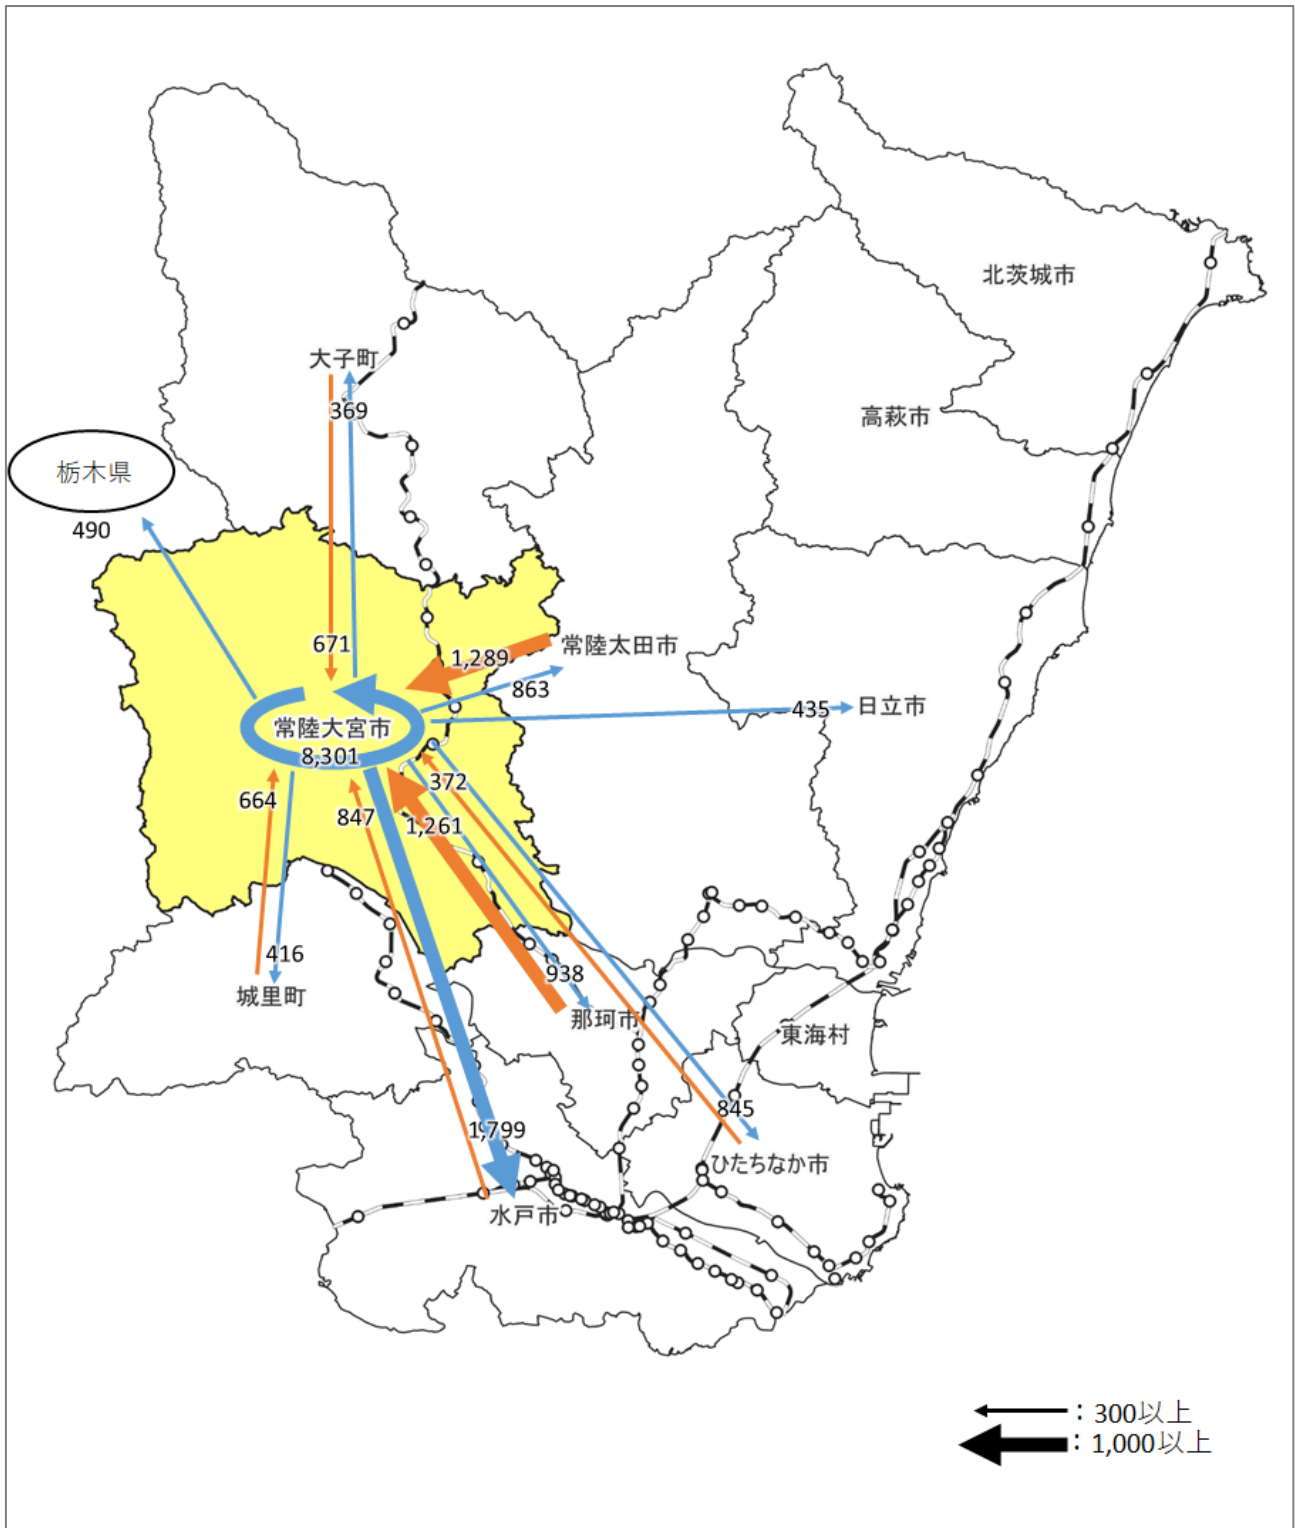 北茨城市
大子町
369
高萩市
栃木県
490
671
常陸太田市
1,289
863
435
日立市
常陸大宮市
8,301
372
664
847
1,261
416
938
城里町
那珂市
東海村
845
1,799
ひたちなか市
水戸市
：300以上
：1,000以上